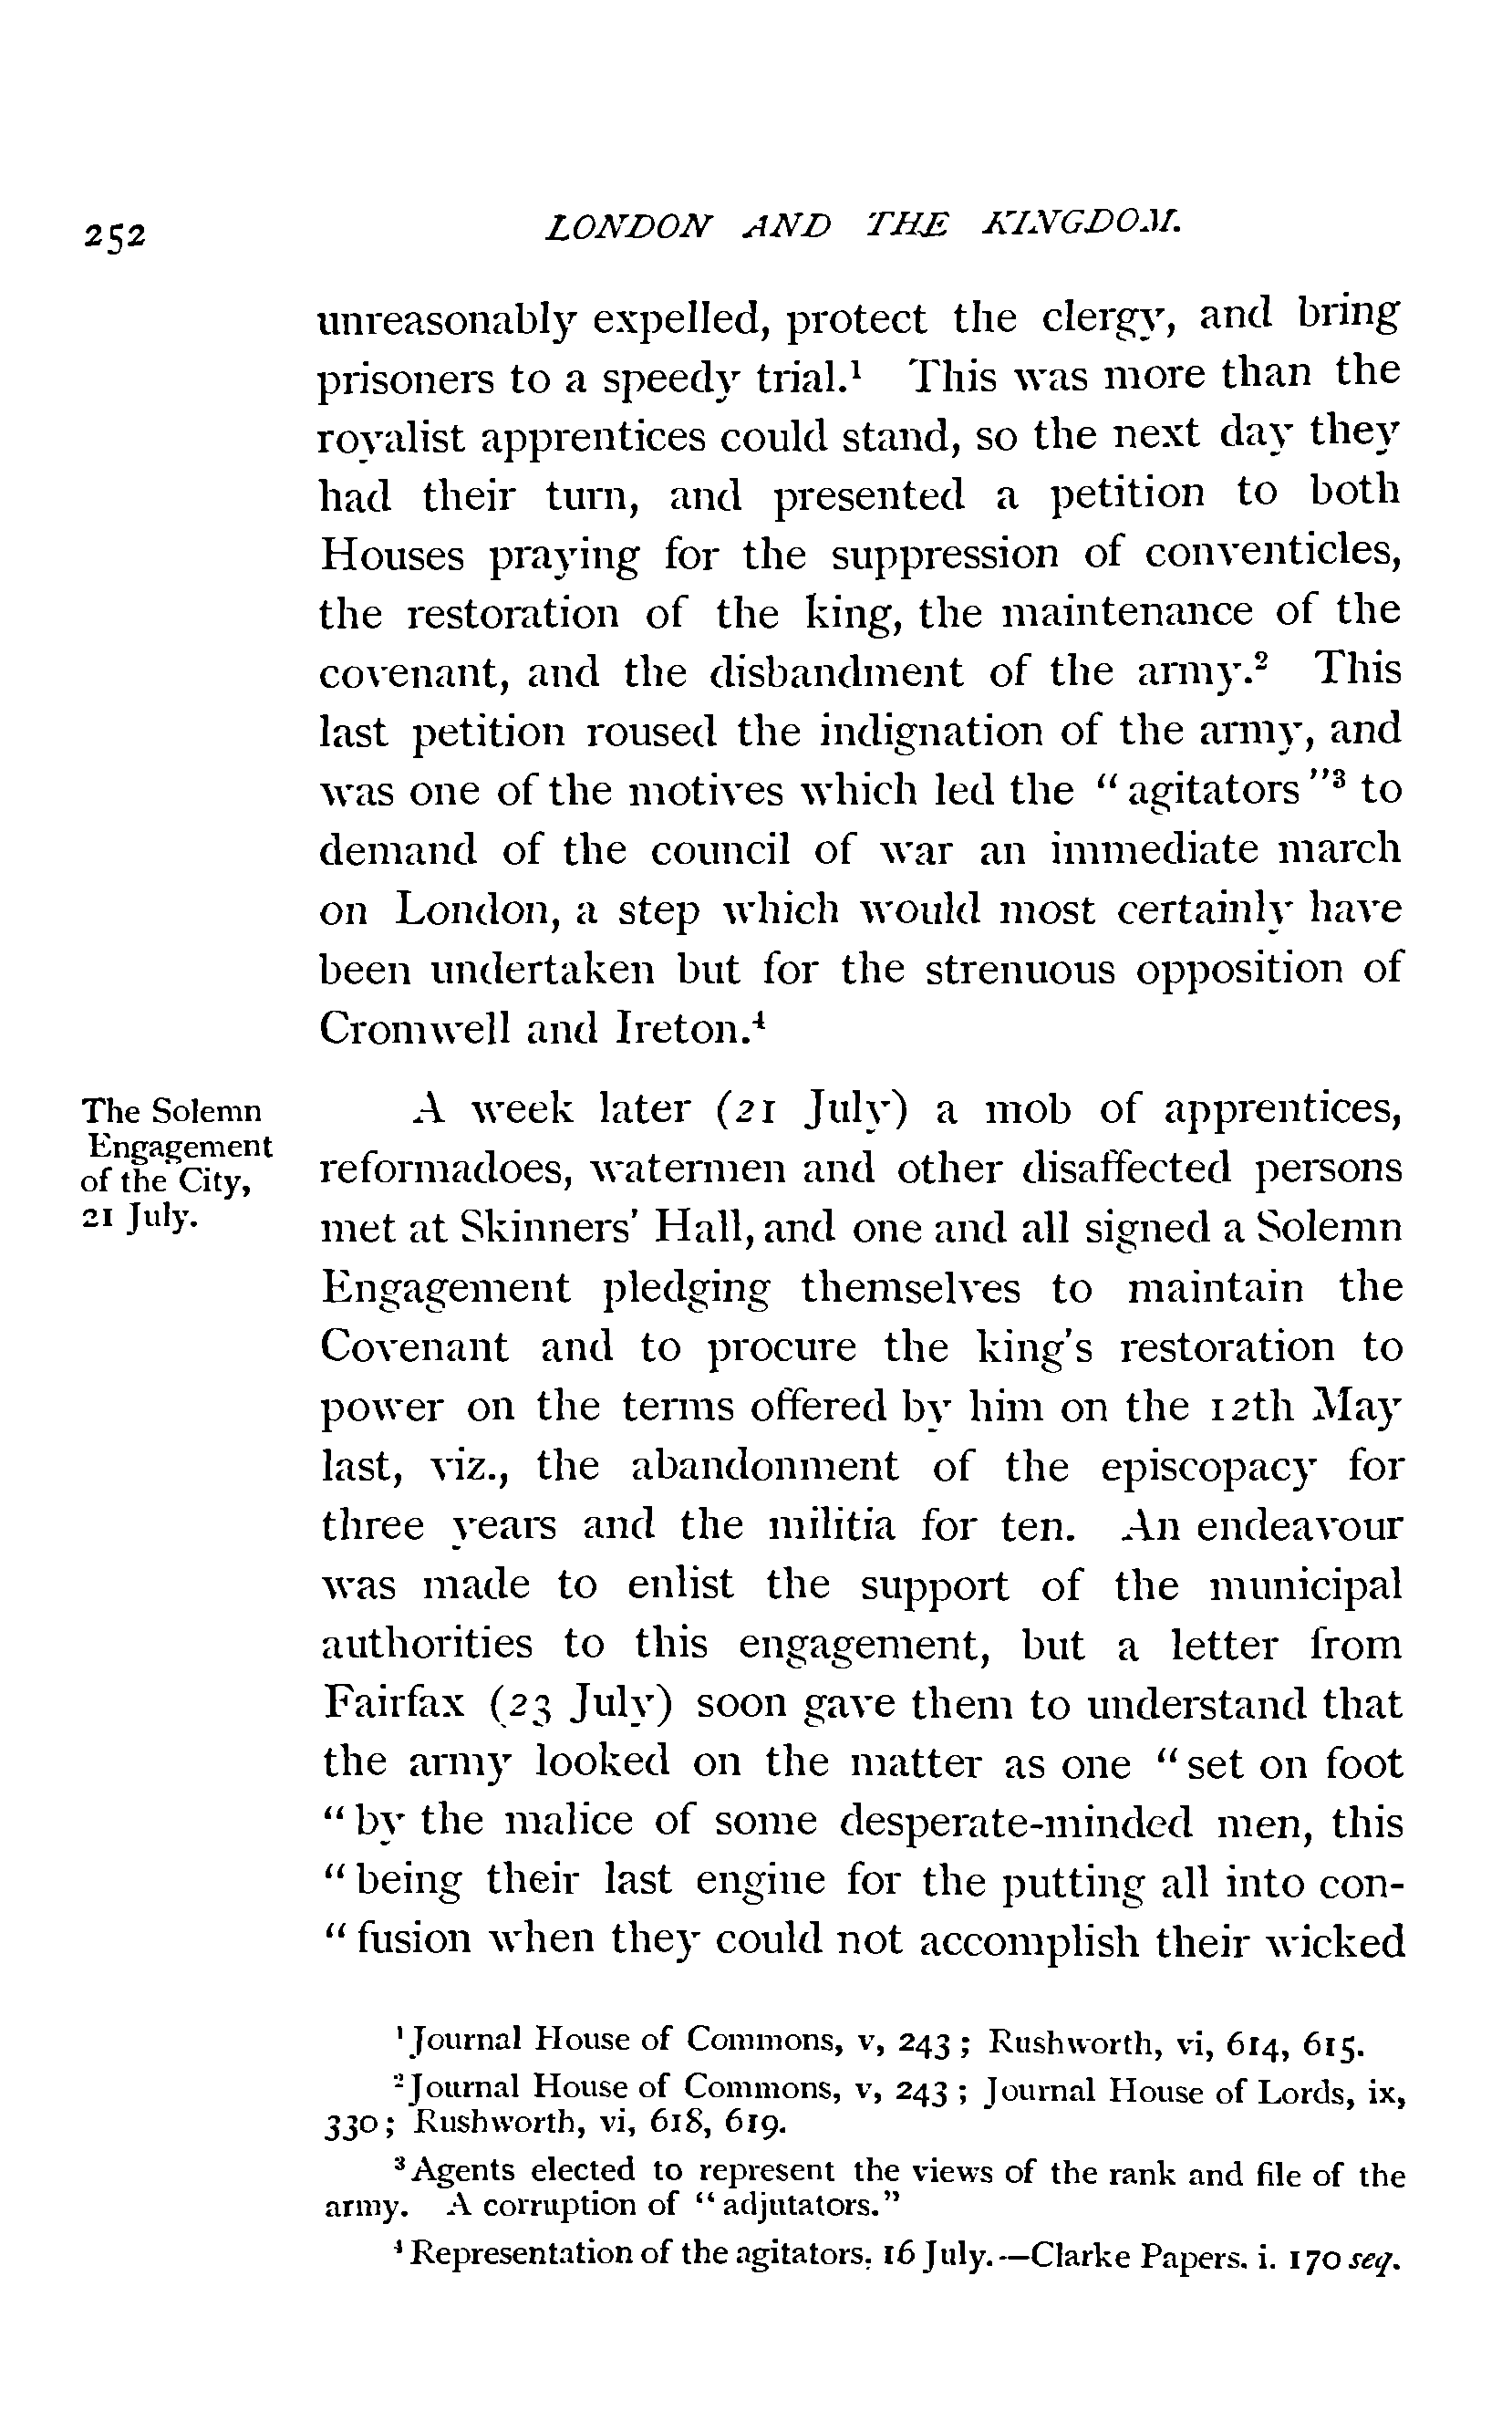 252
LONDON AND THE KINGDOM.
unreasonably expelled, protect the clergy, and bring
prisoners to a speedy trial.¹ This was more than the
royalist apprentices could stand, so the next day they
had their turn, and presented a petition to both
Houses praying for the suppression of conventicles,
the restoration of the king, the maintenance of the
covenant, and the disbandment of the army.² This
last petition roused the indignation of the army, and
was one of the motives which led the “agitators”³ to
demand of the council of war an immediate march
on London, a step which would most certainly have
been undertaken but for the strenuous opposition of
Cromwell and Ireton.⁴
The Solemn
Engagement
of the City,
21 July.
A week later (21 July) a mob of apprentices,
reformadoes, watermen and other disaffected persons
met at Skinners’ Hall, and one and all signed a Solemn
Engagement pledging themselves to maintain the
Covenant and to procure the king’s restoration to
power on the terms offered by him on the 12th May
last, viz., the abandonment of the episcopacy for
three years and the militia for ten. An endeavour
was made to enlist the support of the municipal
authorities to this engagement, but a letter from
Fairfax (23 July) soon gave them to understand that
the army looked on the matter as one “set on foot
“by the malice of some desperate-minded men, this
“being their last engine for the putting all into con-
“fusion when they could not accomplish their wicked
¹Journal House of Commons, v, 243; Rushworth, vi, 614, 615.
²Journal House of Commons, v, 243; Journal House of Lords, ix,
330; Rushworth, vi, 618, 619.
³Agents elected to represent the views of the rank and file of the
army. A corruption of “adjutators.”
⁴Representation of the agitators. 16 July.—Clarke Papers. i. 170 seq.